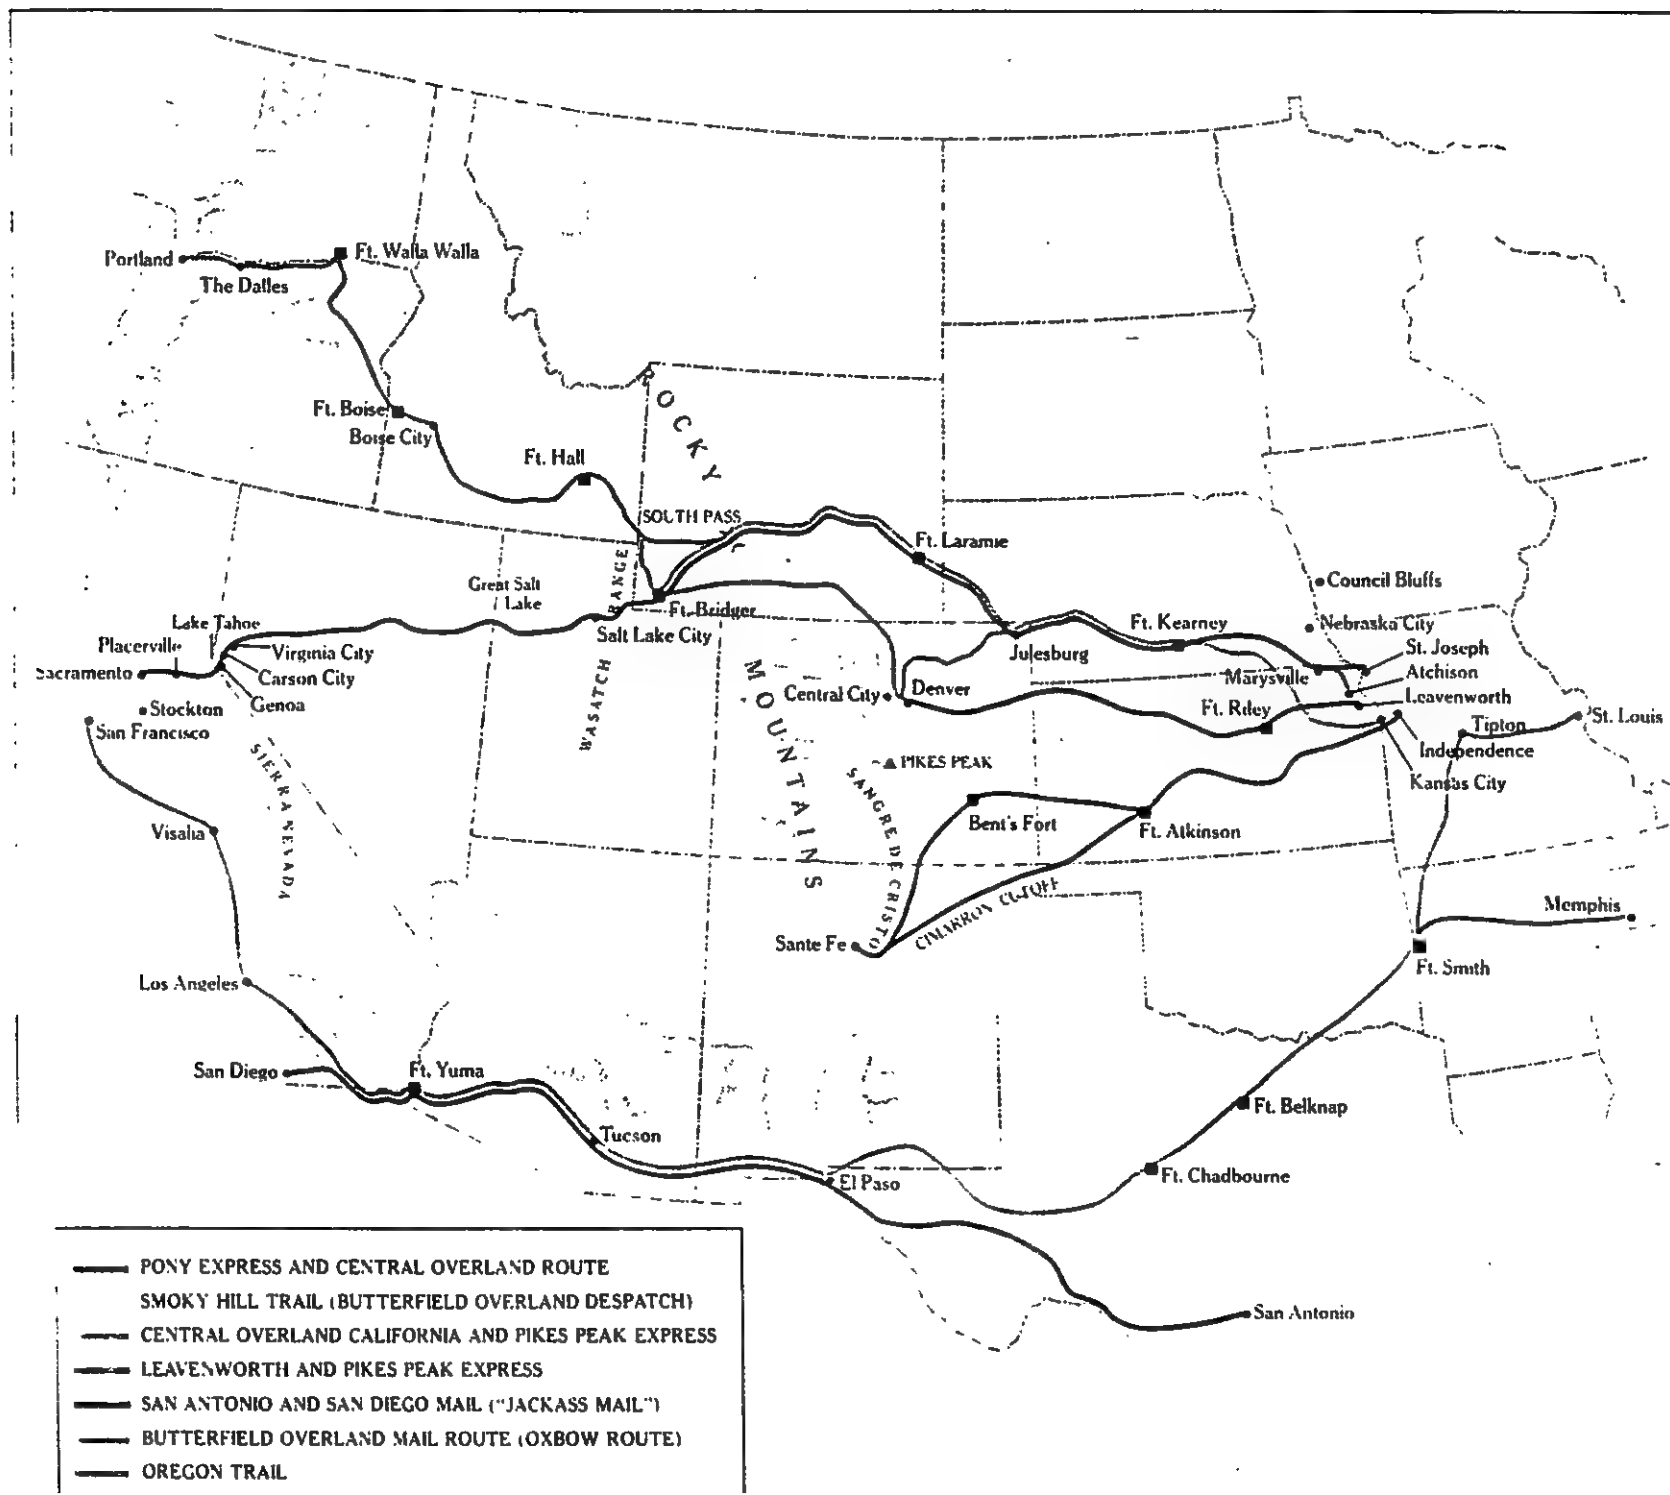 Portland
Ft. Walla Walla
The Dalles
Ft. Boise
Boise City
Ft. Hall
OCKY
MOUNTAINS
SOUTH PASS
Ft. Laramie
Great Salt
Lake
WASATCH RANGE
Ft. Bridger
Salt Lake City
Council Bluffs
Nebraska City
Ft. Kearney
Julesburg
Marysville
St. Joseph
Atchison
Leavenworth
Lake Tahoe
Placerville
Virginia City
Sacramento
Carson City
Genoa
Stockton
San Francisco
Central City
Denver
Ft. Riley
Tipton
St. Louis
Independence
Kansas City
SIERRA NEVADA
PIKES PEAK
SANGRE DE CRISTO
Bent's Fort
Ft. Atkinson
Visalia
CIMARRON CUTOFF
Sante Fe
Memphis
Ft. Smith
Los Angeles
San Diego
Ft. Yuma
Tucson
El Paso
Ft. Belknap
Ft. Chadbourne
San Antonio
PONY EXPRESS AND CENTRAL OVERLAND ROUTE
SMOKY HILL TRAIL (BUTTERFIELD OVERLAND DESPATCH)
CENTRAL OVERLAND CALIFORNIA AND PIKES PEAK EXPRESS
LEAVENWORTH AND PIKES PEAK EXPRESS
SAN ANTONIO AND SAN DIEGO MAIL ("JACKASS MAIL")
BUTTERFIELD OVERLAND MAIL ROUTE (OXBOW ROUTE)
OREGON TRAIL